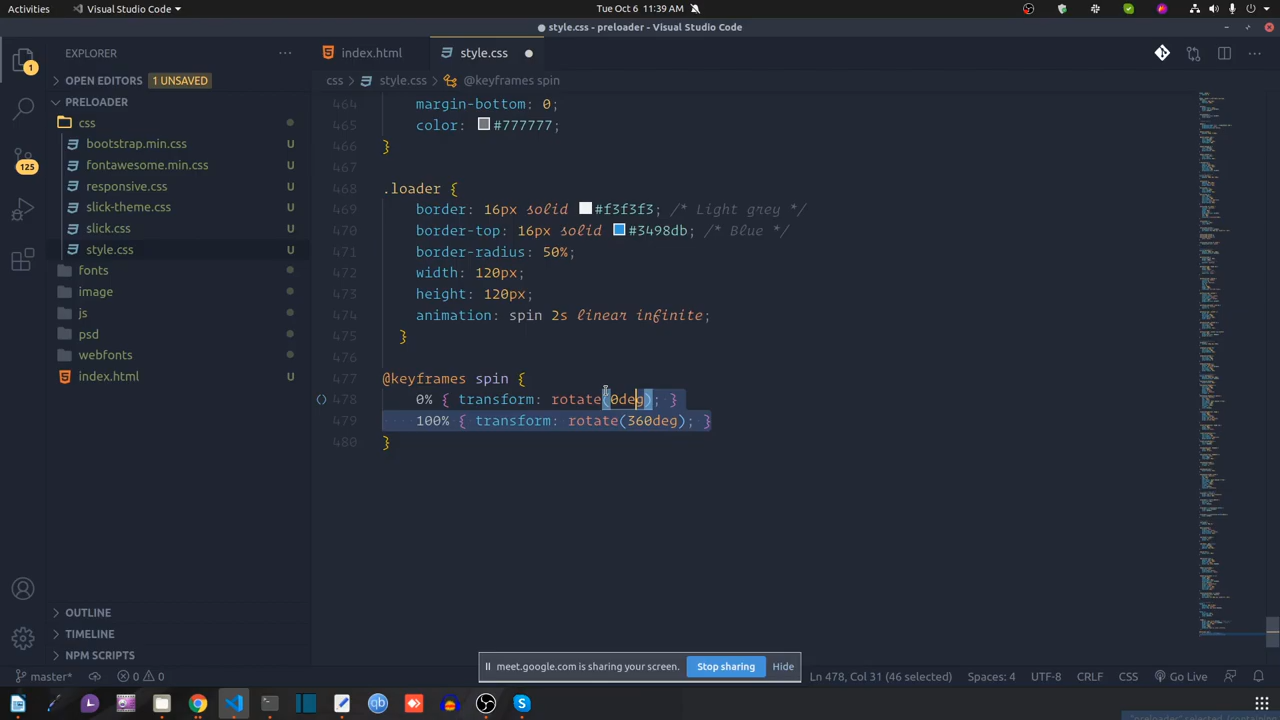 Activities
Visual Studio Code
Tue Oct 6 11:39 AM
style.css - preloader - Visual Studio Code
EXPLORER
index.html
style.css
OPEN EDITORS 1 UNSAVED
css > style.css > @keyframes spin
PRELOADER
css
bootstrap.min.css U
fontawesome.min.css U
responsive.css U
slick-theme.css U
slick.css U
style.css U
fonts
image
js
psd
webfonts
index.html U
OUTLINE
TIMELINE
NPM SCRIPTS
1
125
464 margin-bottom: 0;
465 color: #777777;
466 }
467
468 .loader {
469 border: 16px solid #f3f3f3; /* Light grey */
470 border-top: 16px solid #3498db; /* Blue */
471 border-radius: 50%;
472 width: 120px;
473 height: 120px;
474 animation: spin 2s linear infinite;
475 }
476
477 @keyframes spin {
478 0% { transform: rotate(0deg); }
479 100% { transform: rotate(360deg); }
480 }
meet.google.com is sharing your screen. Stop sharing Hide
master* 0 0 Ln 478, Col 31 (46 selected) Spaces: 4 UTF-8 CRLF CSS Go Live
"preloader" selected (containing